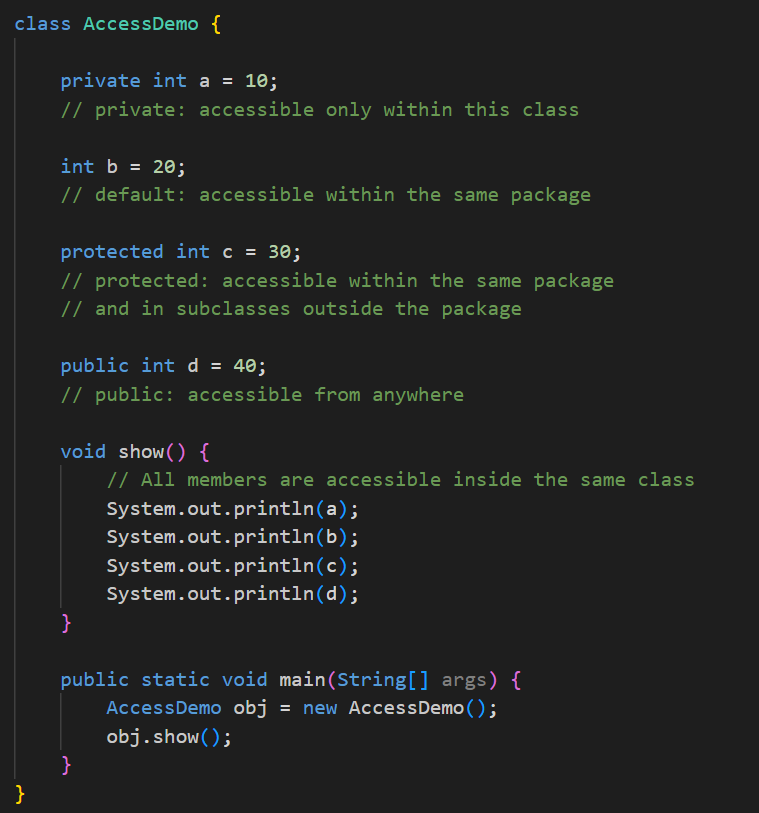 class AccessDemo {
private int a = 10;
// private: accessible only within this class
int b = 20;
// default: accessible within the same package
protected int c = 30;
// protected: accessible within the same package
// and in subclasses outside the package
public int d = 40;
// public: accessible from anywhere
void show() {
// All members are accessible inside the same class
System.out.println(a);
System.out.println(b);
System.out.println(c);
System.out.println(d);
}
public static void main(String[] args) {
AccessDemo obj = new AccessDemo();
obj.show();
}
}